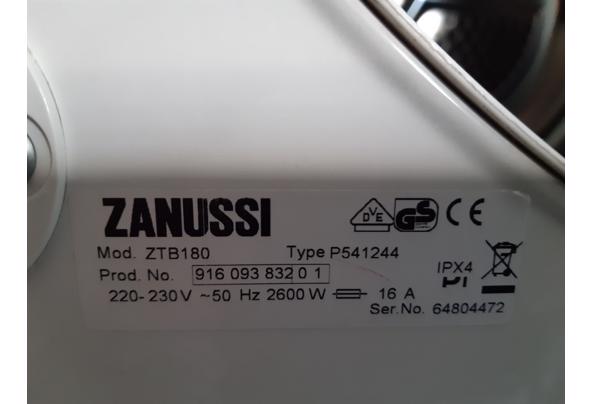 ZANUSSI
DVE GS CE
Mod. ZTB180 Type P541244
Prod. No. 916 093 832 0 1 IPX4
220-230V ~50 Hz 2600 W 16 A
Ser.No. 64804472